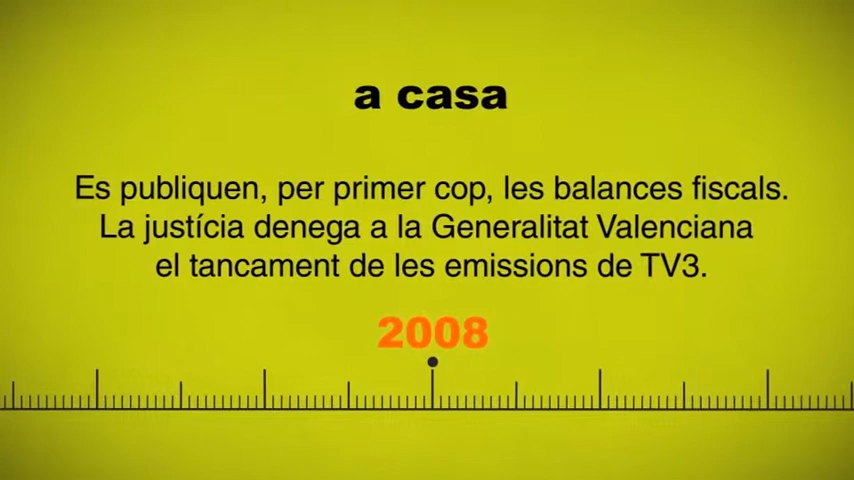 a casa
Es publiquen, per primer cop, les balances fiscals.
La justícia denega a la Generalitat Valenciana
el tancament de les emissions de TV3.
2008